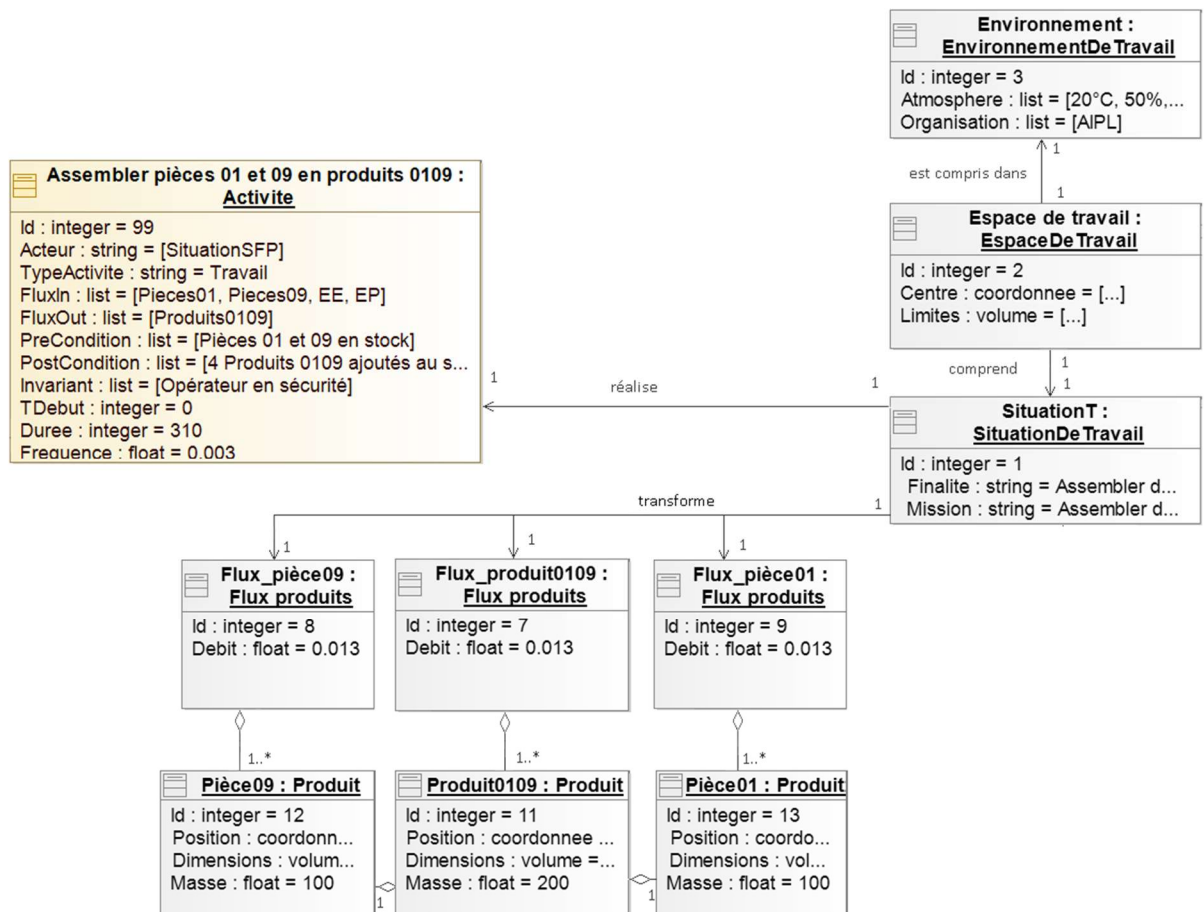 Environnement :
EnvironnementDeTravail
Id : integer = 3
Atmosphere : list = [20°C, 50%,...
Organisation : list = [AIPL]
1
est compris dans
1
Assembler pièces 01 et 09 en produits 0109 :
Activite
Id : integer = 99
Acteur : string = [SituationSFP]
TypeActivite : string = Travail
FluxIn : list = [Pieces01, Pieces09, EE, EP]
FluxOut : list = [Produits0109]
PreCondition : list = [Pièces 01 et 09 en stock]
PostCondition : list = [4 Produits 0109 ajoutés au s...
Invariant : list = [Opérateur en sécurité]
TDebut : integer = 0
Duree : integer = 310
Frequence : float = 0.003
Espace de travail :
EspaceDeTravail
Id : integer = 2
Centre : coordonnee = [...]
Limites : volume = [...]
1
comprend
1
1
réalise
1
SituationT :
SituationDeTravail
Id : integer = 1
Finalite : string = Assembler d...
Mission : string = Assembler d...
transforme
1
1
1
1
Flux_pièce09 :
Flux produits
Id : integer = 8
Debit : float = 0.013
Flux_produit0109 :
Flux produits
Id : integer = 7
Debit : float = 0.013
Flux_pièce01 :
Flux produits
Id : integer = 9
Debit : float = 0.013
1..*
1..*
1..*
Pièce09 : Produit
Id : integer = 12
Position : coordonn...
Dimensions : volum...
Masse : float = 100
1
Produit0109 : Produit
Id : integer = 11
Position : coordonnee ...
Dimensions : volume =...
Masse : float = 200
1
Pièce01 : Produit
Id : integer = 13
Position : coordo...
Dimensions : vol...
Masse : float = 100